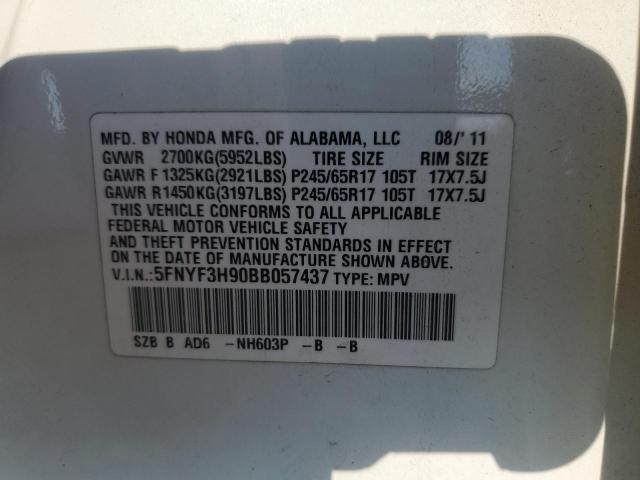 MFD. BY HONDA MFG. OF ALABAMA, LLC 08/'11
GVWR 2700KG(5952LBS) TIRE SIZE RIM SIZE
GAWR F 1325KG(2921LBS) P245/65R17 105T 17X7.5J
GAWR R1450KG(3197LBS) P245/65R17 105T 17X7.5J
THIS VEHICLE CONFORMS TO ALL APPLICABLE
FEDERAL MOTOR VEHICLE SAFETY
AND THEFT PREVENTION STANDARDS IN EFFECT
ON THE DATE OF MANUFACTURE SHOWN ABOVE.
V.I.N.:5FNYF3H90BB057437 TYPE: MPV
SZB B AD6 -NH603P -B -B